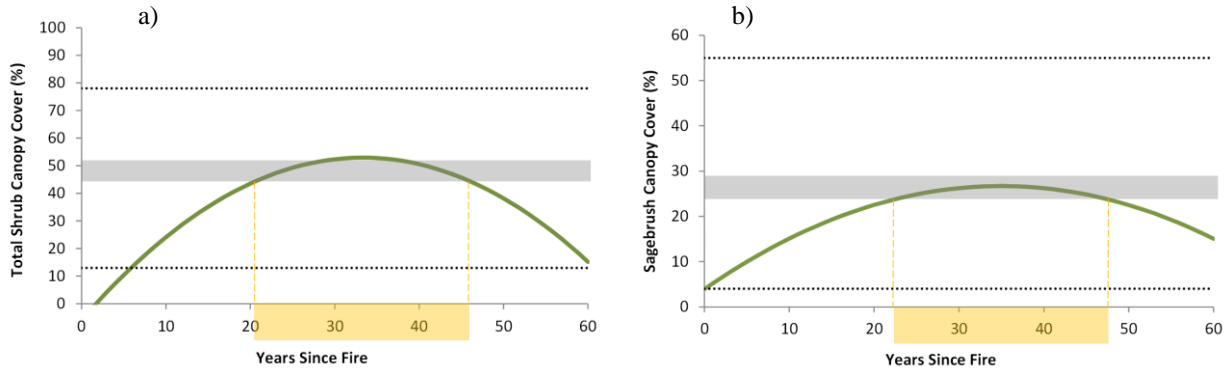 a)
Total Shrub Canopy Cover (%)
100
90
80
70
60
50
40
30
20
10
0
0 10 20 30 40 50 60
Years Since Fire
b)
Sagebrush Canopy Cover (%)
60
50
40
30
20
10
0
0 10 20 30 40 50 60
Years Since Fire